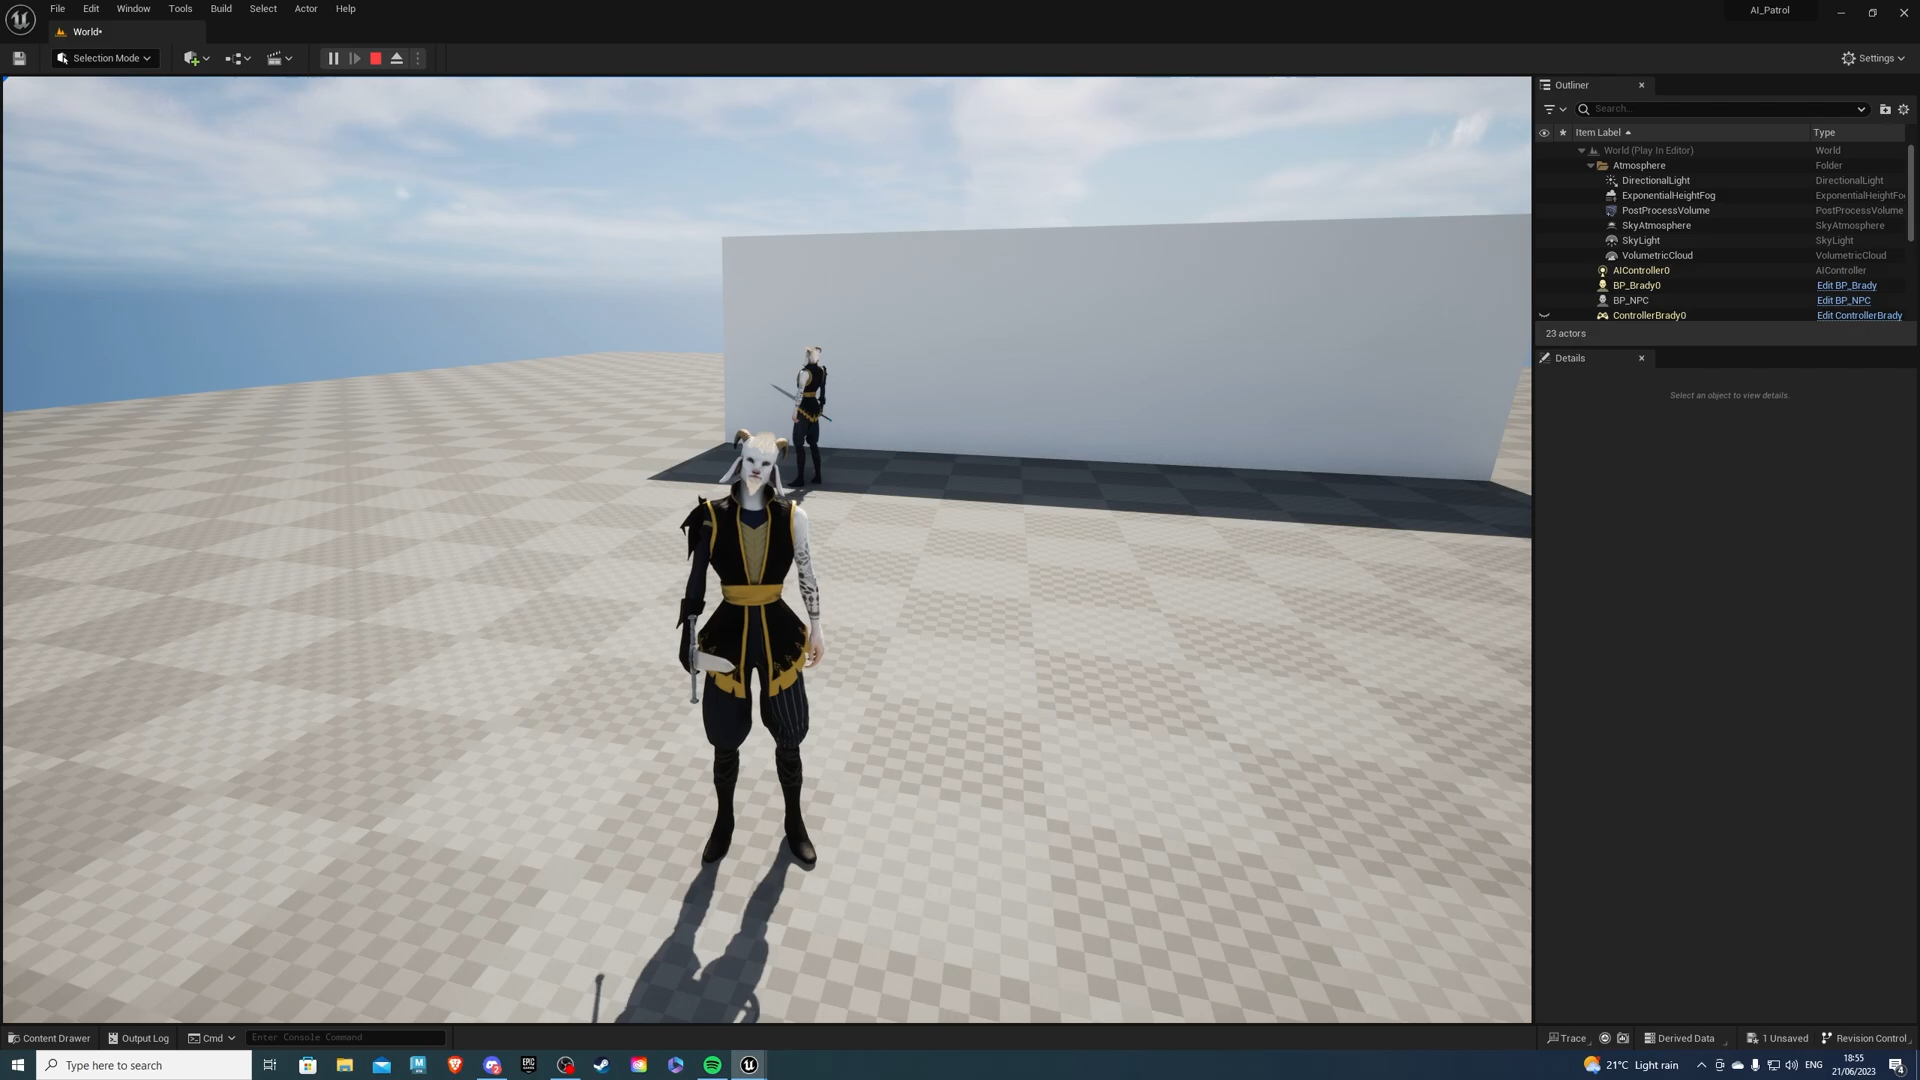 File Edit Window Tools Build Select Actor Help
AI_Patrol
World*
Selection Mode
Settings
Outliner
Search...
Item Label Type
World (Play In Editor) World
Atmosphere Folder
DirectionalLight DirectionalLight
ExponentialHeightFog ExponentialHeightFo
PostProcessVolume PostProcessVolume
SkyAtmosphere SkyAtmosphere
SkyLight SkyLight
VolumetricCloud VolumetricCloud
AIController0 AIController
BP_Brady0 Edit BP_Brady
BP_NPC Edit BP_NPC
ControllerBrady0 Edit ControllerBrady
23 actors
Details
Select an object to view details.
Content Drawer Output Log Cmd Enter Console Command Trace Derived Data 1 Unsaved Revision Control
Type here to search
21°C Light rain
ENG
18:55
21/06/2023
4